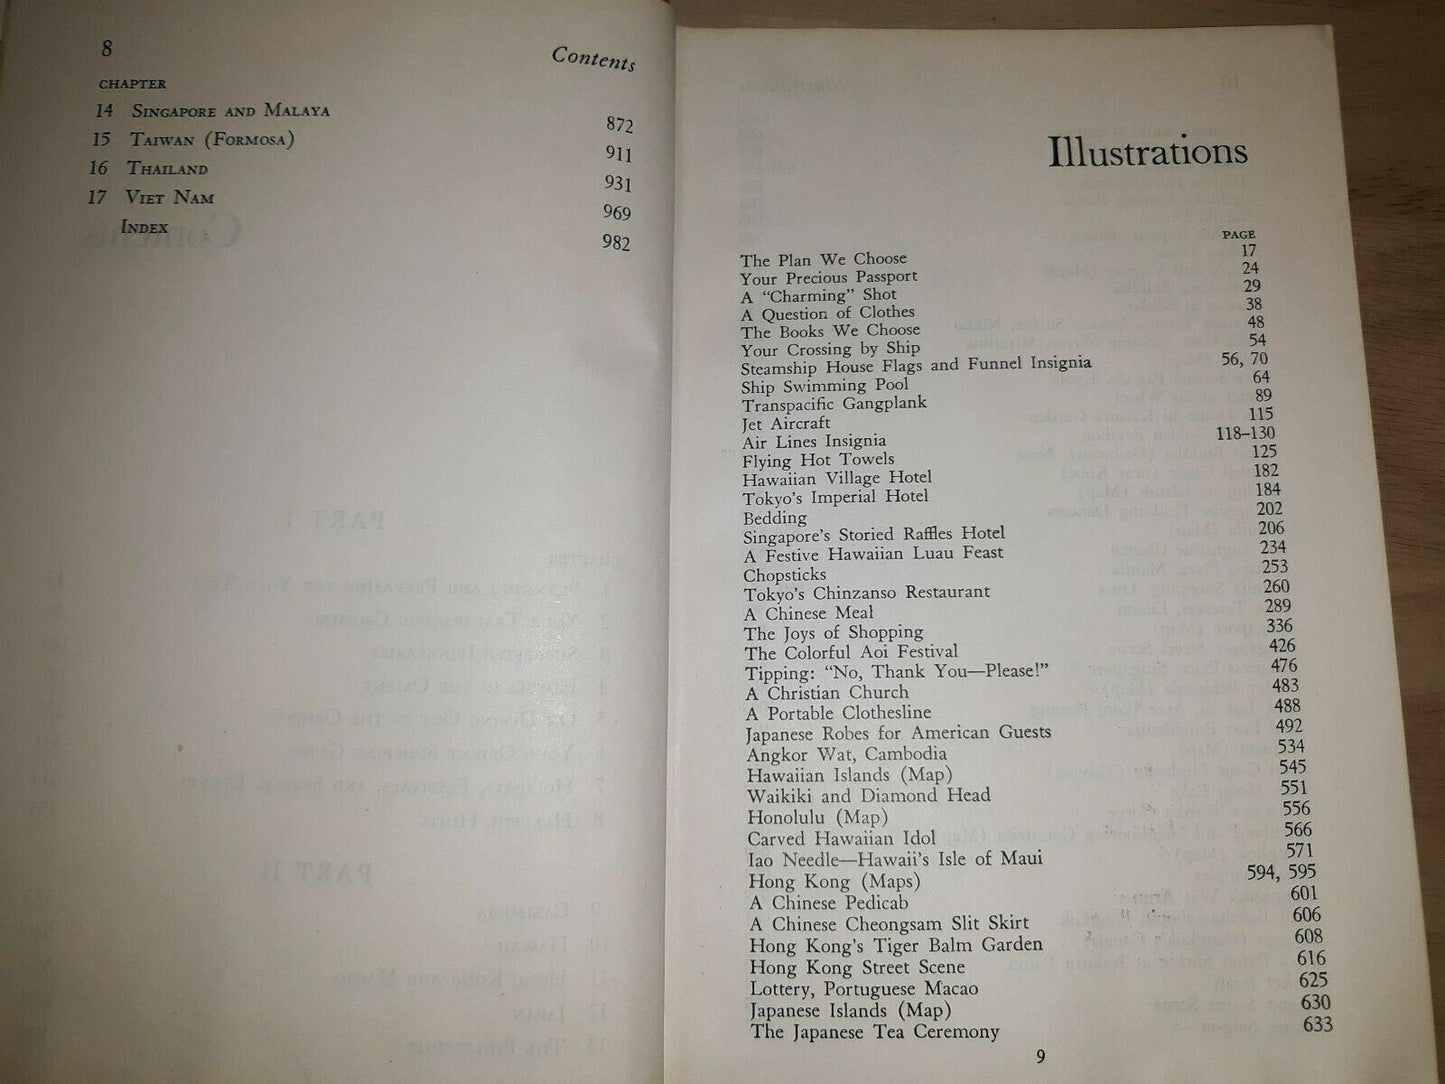 8 Contents
CHAPTER
14 SINGAPORE AND MALAYA 872
15 TAIWAN (FORMOSA) 911
16 THAILAND 931
17 VIET NAM 969
INDEX 982
Illustrations
PAGE
The Plan We Choose 17
Your Precious Passport 24
A “Charming” Shot 29
A Question of Clothes 38
The Books We Choose 48
Your Crossing by Ship 54
Steamship House Flags and Funnel Insignia 56, 70
Ship Swimming Pool 64
Transpacific Gangplank 89
Jet Aircraft 115
Air Lines Insignia 118–130
Flying Hot Towels 125
Hawaiian Village Hotel 182
Tokyo’s Imperial Hotel 184
Bedding 202
Singapore’s Storied Raffles Hotel 206
A Festive Hawaiian Luau Feast 234
Chopsticks 253
Tokyo’s Chinzanso Restaurant 260
A Chinese Meal 289
The Joys of Shopping 336
The Colorful Aoi Festival 426
Tipping: “No, Thank You—Please!” 476
A Christian Church 483
A Portable Clothesline 488
Japanese Robes for American Guests 492
Angkor Wat, Cambodia 534
Hawaiian Islands (Map) 545
Waikiki and Diamond Head 551
Honolulu (Map) 556
Carved Hawaiian Idol 566
Iao Needle—Hawaii’s Isle of Maui 571
Hong Kong (Maps) 594, 595
A Chinese Pedicab 601
A Chinese Cheongsam Slit Skirt 606
Hong Kong’s Tiger Balm Garden 608
Hong Kong Street Scene 616
Lottery, Portuguese Macao 625
Japanese Islands (Map) 630
The Japanese Tea Ceremony 633
9